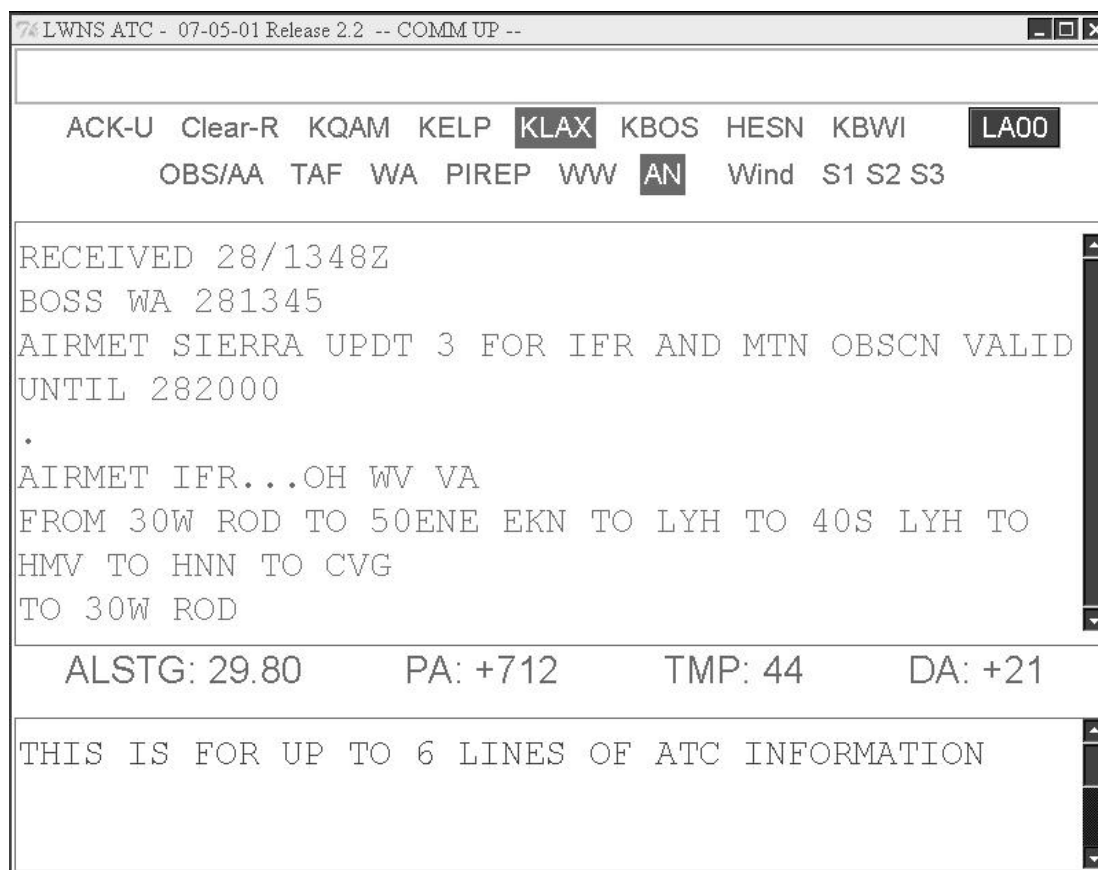 LWNS ATC - 07-05-01 Release 2.2 -- COMM UP --
ACK-U Clear-R KQAM KELP KLAX KBOS HESN KBWI LA00
OBS/AA TAF WA PIREP WW AN Wind S1 S2 S3
RECEIVED 28/1348Z
BOSS WA 281345
AIRMET SIERRA UPDT 3 FOR IFR AND MTN OBSCN VALID
UNTIL 282000
.
AIRMET IFR...OH WV VA
FROM 30W ROD TO 50ENE EKN TO LYH TO 40S LYH TO
HMV TO HNN TO CVG
TO 30W ROD
ALSTG: 29.80 PA: +712 TMP: 44 DA: +21
THIS IS FOR UP TO 6 LINES OF ATC INFORMATION